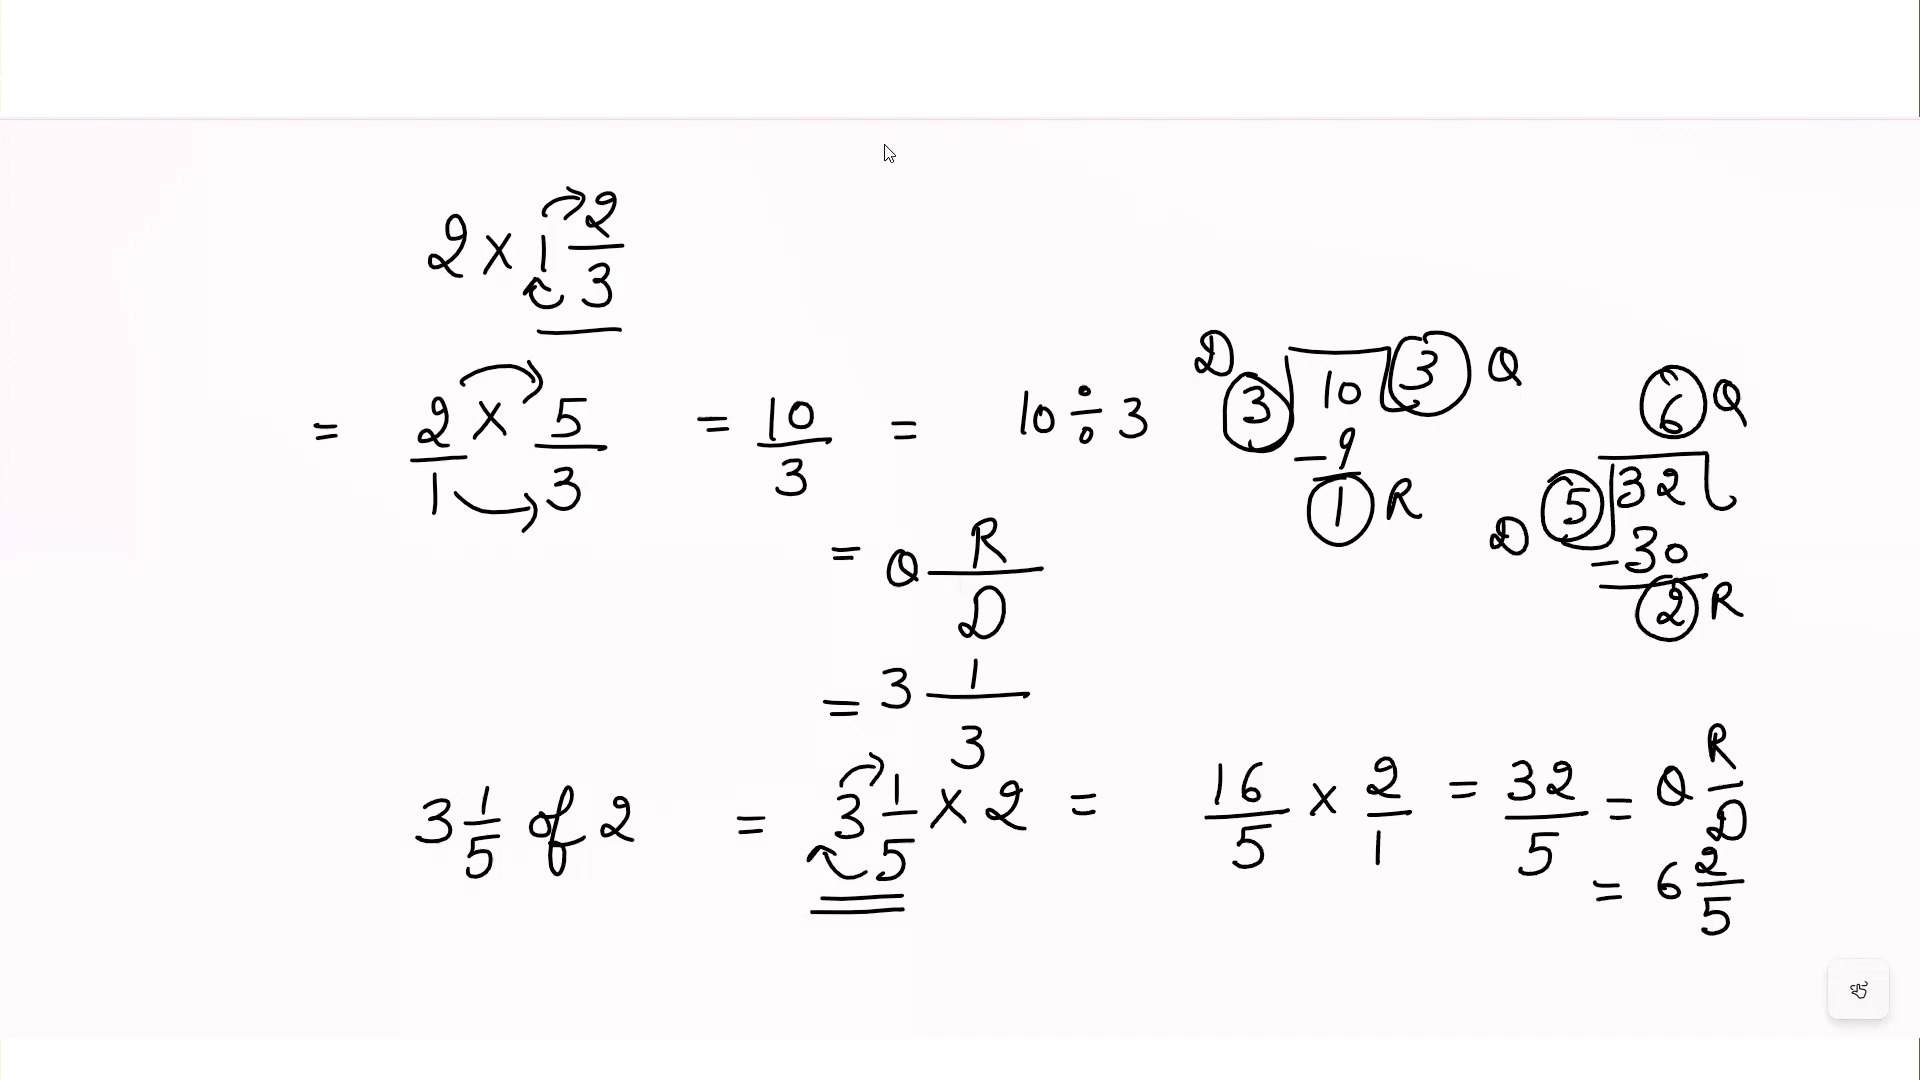 2 × 1 2/3
= 2/1 × 5/3 = 10/3 = 10 ÷ 3
D 3 10 3 Q
- 9
1 R
6 Q
D 5 32
- 30
2 R
= Q R/D
= 3 1/3
3 1/5 of 2 = 3 1/5 × 2 = 16/5 × 2/1 = 32/5 = Q R/D
= 6 2/5